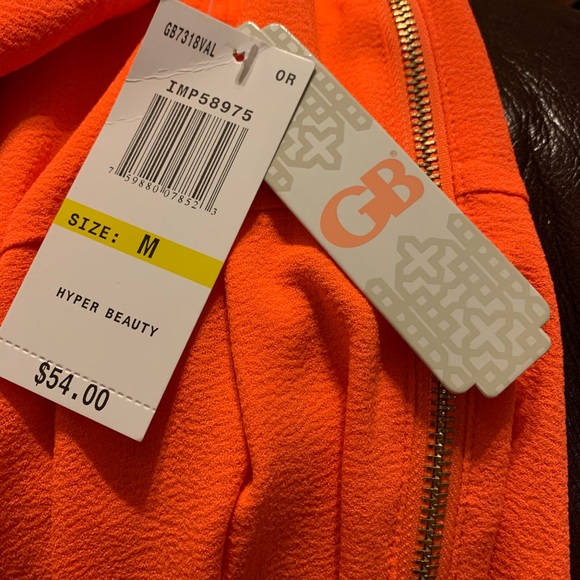 GB7318VAL
OR
IMP58975
7 59880 07852 3
SIZE: M
HYPER BEAUTY
$54.00
GB®